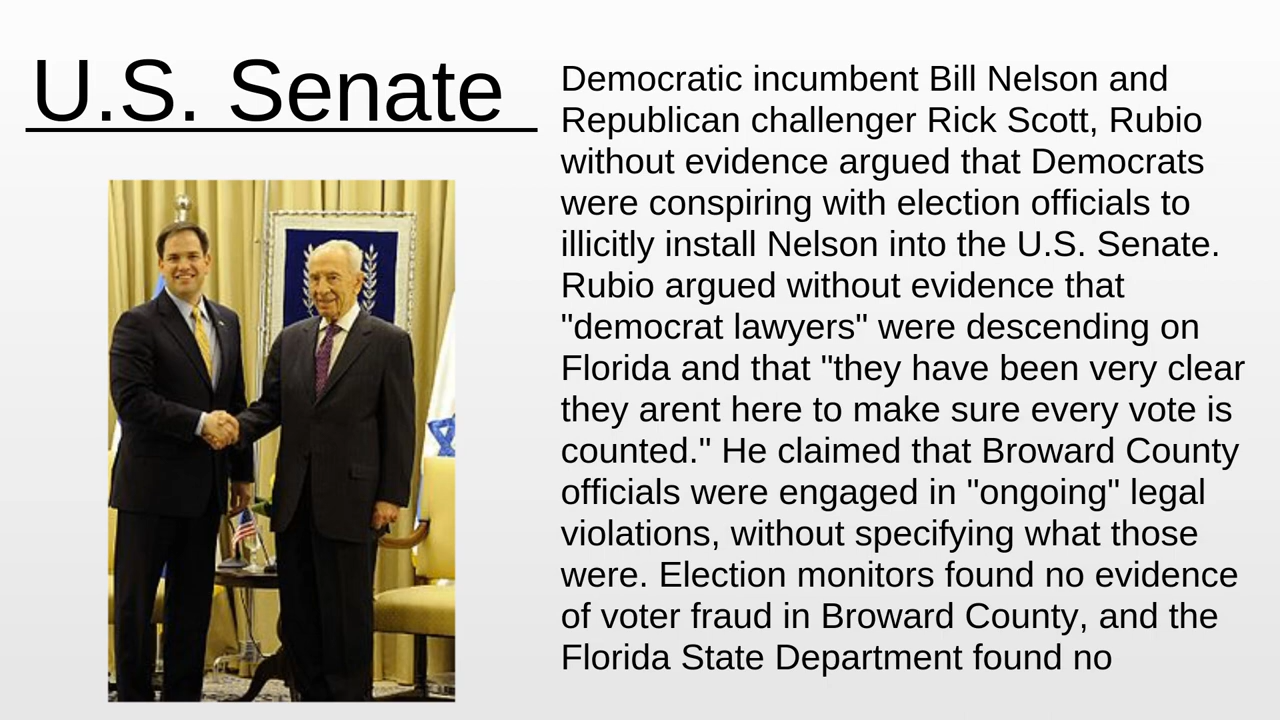 U.S. Senate
Democratic incumbent Bill Nelson and
Republican challenger Rick Scott, Rubio
without evidence argued that Democrats
were conspiring with election officials to
illicitly install Nelson into the U.S. Senate.
Rubio argued without evidence that
"democrat lawyers" were descending on
Florida and that "they have been very clear
they arent here to make sure every vote is
counted." He claimed that Broward County
officials were engaged in "ongoing" legal
violations, without specifying what those
were. Election monitors found no evidence
of voter fraud in Broward County, and the
Florida State Department found no